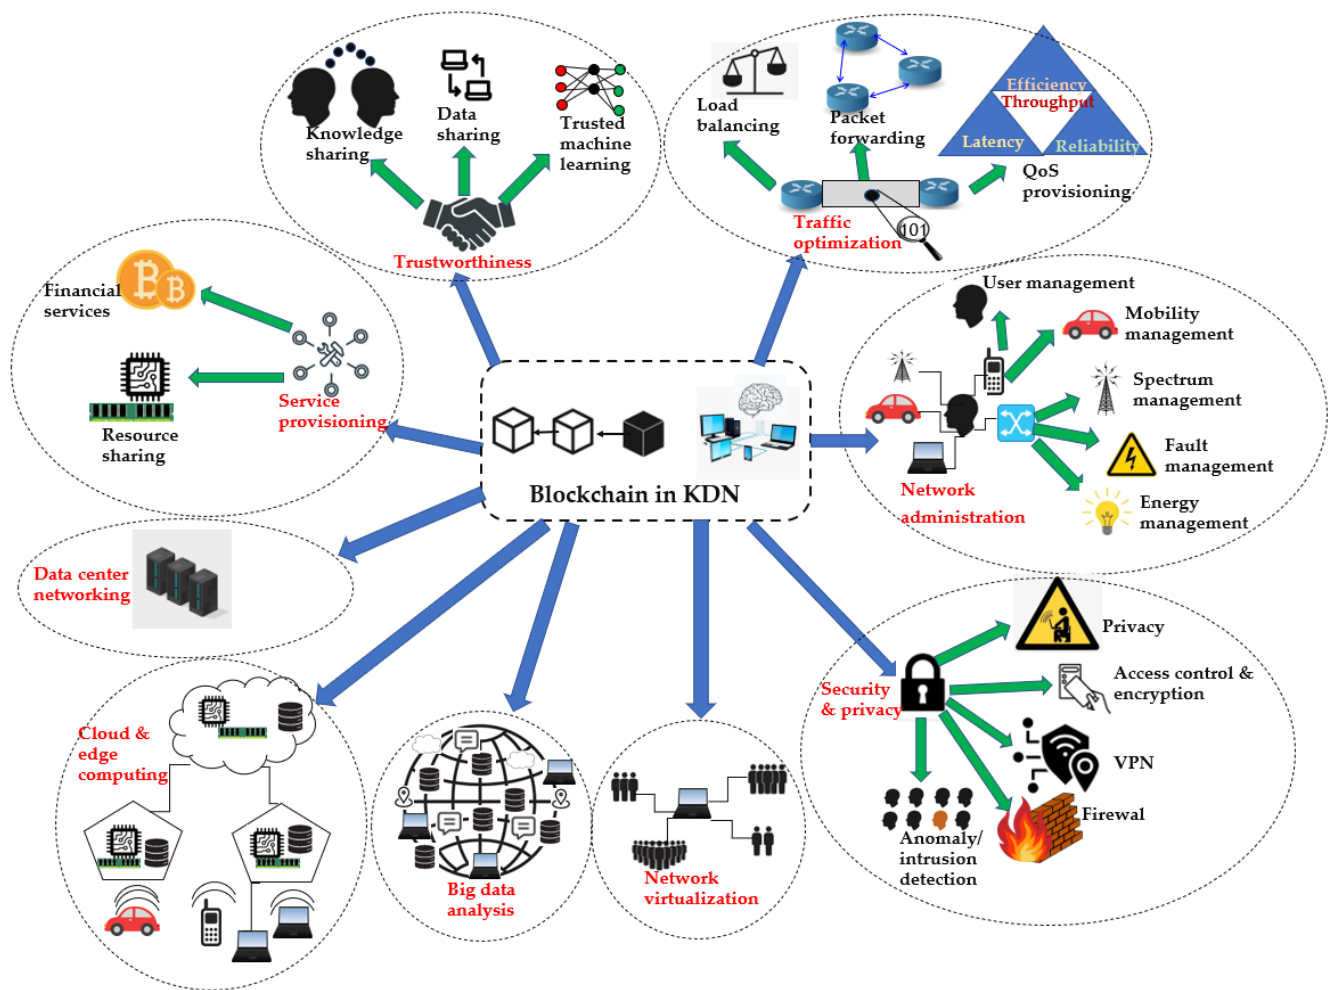 Knowledge
sharing
Data
sharing
Trusted
machine
learning
Trustworthiness
Load
balancing
Packet
forwarding
Efficiency
Throughput
Latency
Reliability
QoS
provisioning
Traffic
optimization
101
Financial
services
Resource
sharing
Service
provisioning
User management
Mobility
management
Spectrum
management
Fault
management
Energy
management
Network
administration
Blockchain in KDN
Data center
networking
Cloud &
edge
computing
Big data
analysis
Network
virtualization
Security
& privacy
Privacy
Access control &
encryption
VPN
Firewal
Anomaly/
intrusion
detection